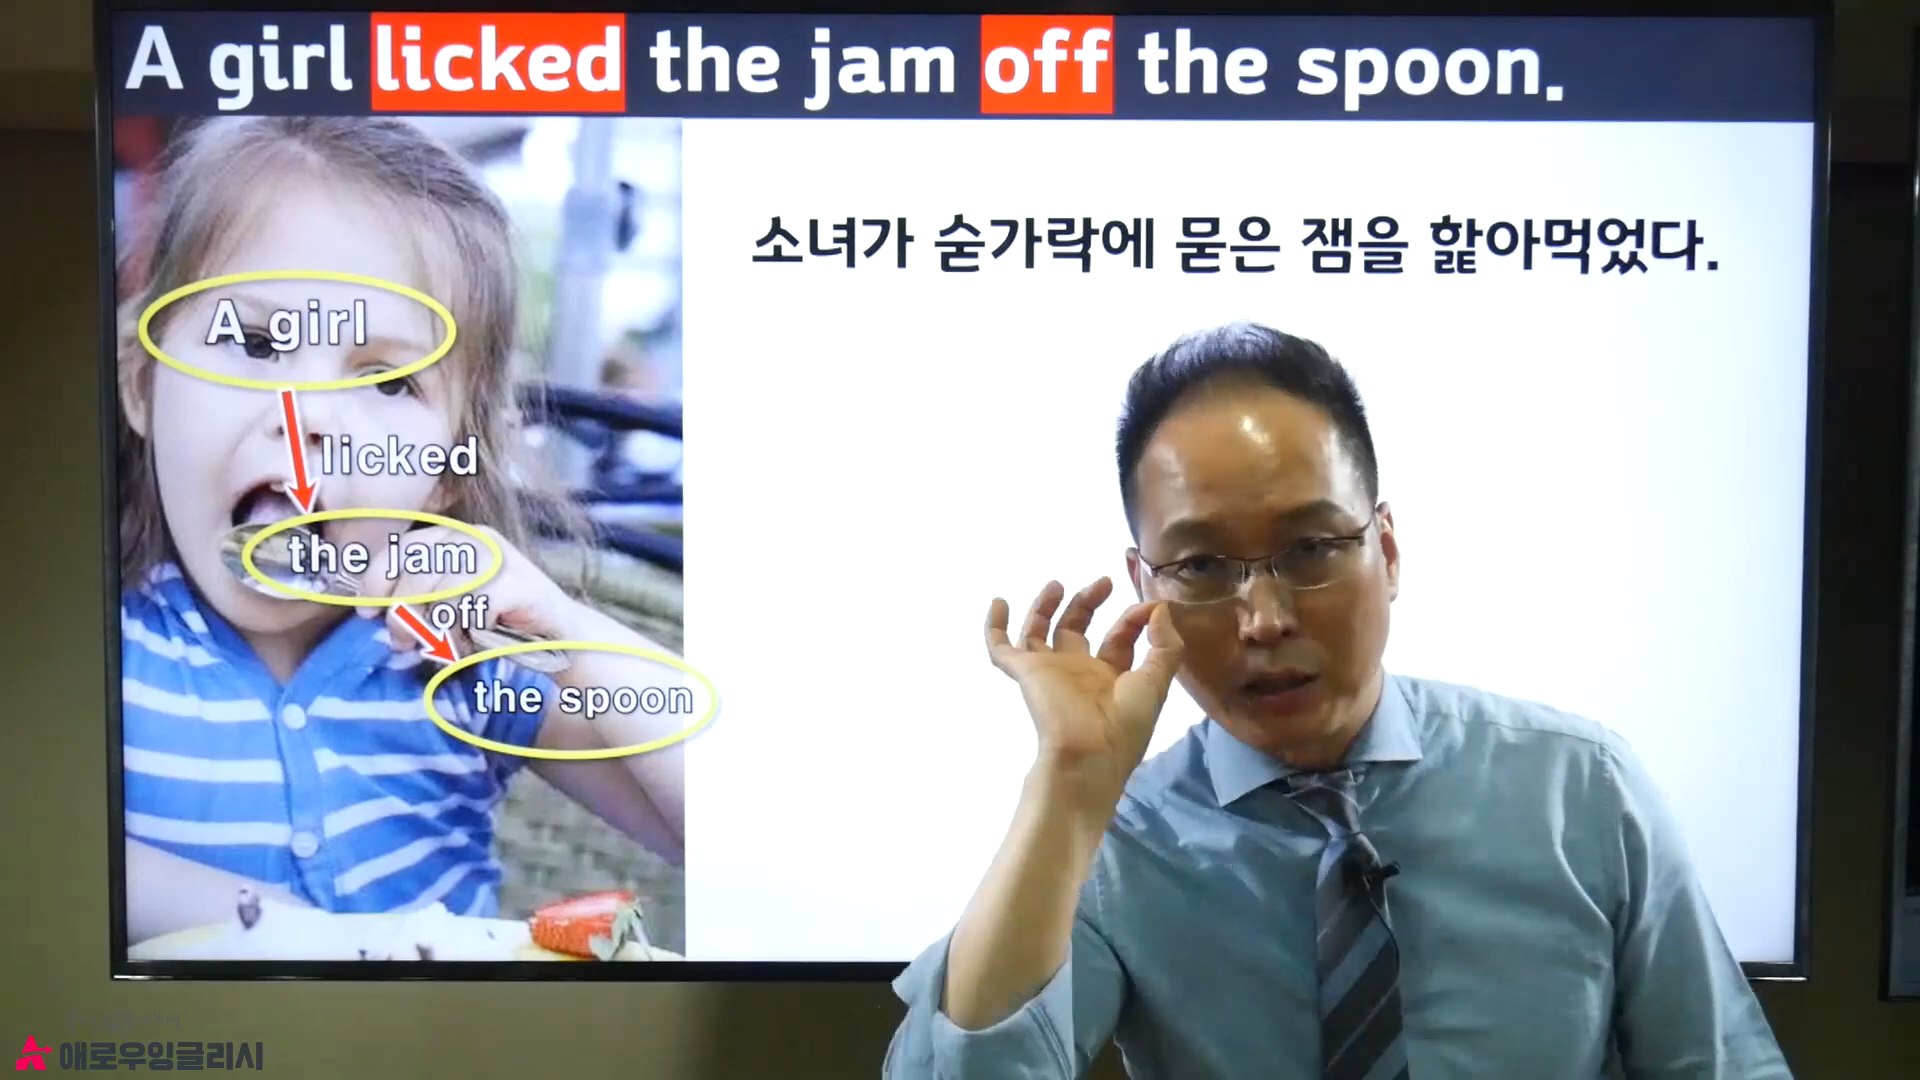 A girl licked the jam off the spoon.
소녀가 숟가락에 묻은 잼을 핥아먹었다.
A girl
licked
the jam
off
the spoon
애로우잉글리시